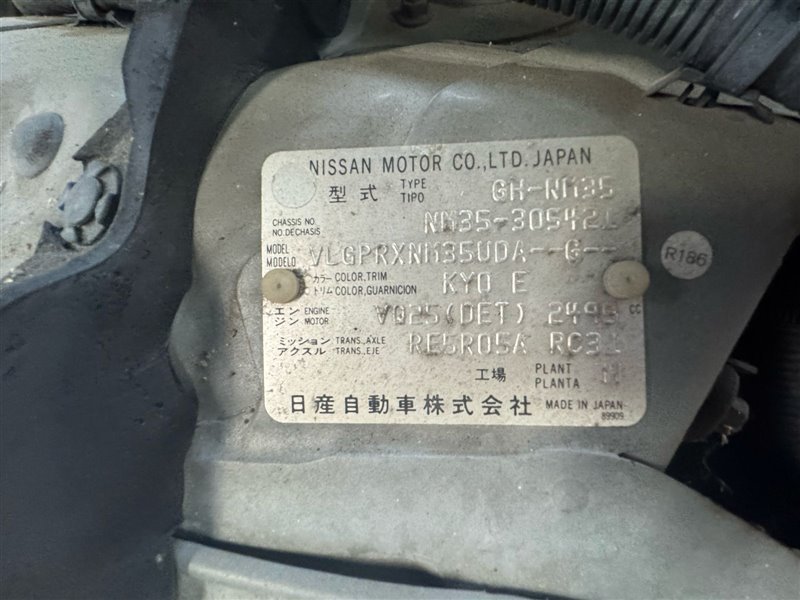 NISSAN MOTOR CO.,LTD. JAPAN
型式 TYPE TIPO GH-NM35
CHASSIS NO. NO. DECHASIS NM35-305421
MODEL MODELO VLGPRXNM35UDA--G--
カラー COLOR,TRIM トリム COLOR,GUARNICION KY0 E
エンジン ENGINE MOTOR VQ25(DET) 2495 CC
ミッション アクスル TRANS.,AXLE TRANS.,EJE RE5R05A RC31
工場 PLANT PLANTA
日産自動車株式会社 MADE IN JAPAN
89909
R186